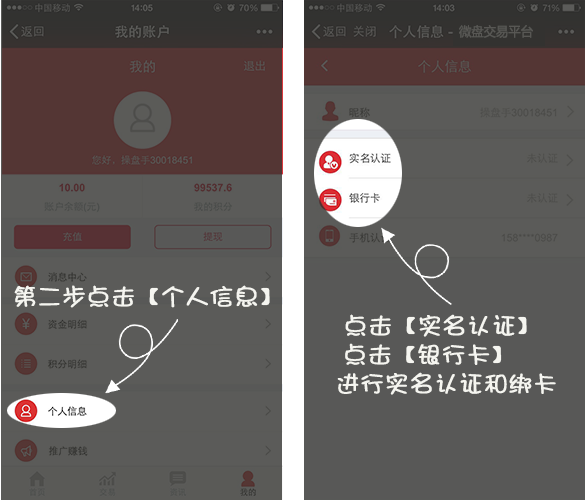 中国移动 14:05 70%
返回 我的账户
我的 退出
您好，操盘手30018451
10.00 99537.6
账户余额(元) 我的积分
充值 提现
消息中心
第二步点击【个人信息】
资金明细
积分明细
个人信息
推广赚钱
首页 交易 资讯 我的
中国移动 14:03 71%
返回 关闭 个人信息 - 微盘交易平台
个人信息
昵称 操盘手30018451
实名认证 未认证
银行卡 未认证
手机认 156****0987
点击【实名认证】
点击【银行卡】
进行实名认证和绑卡